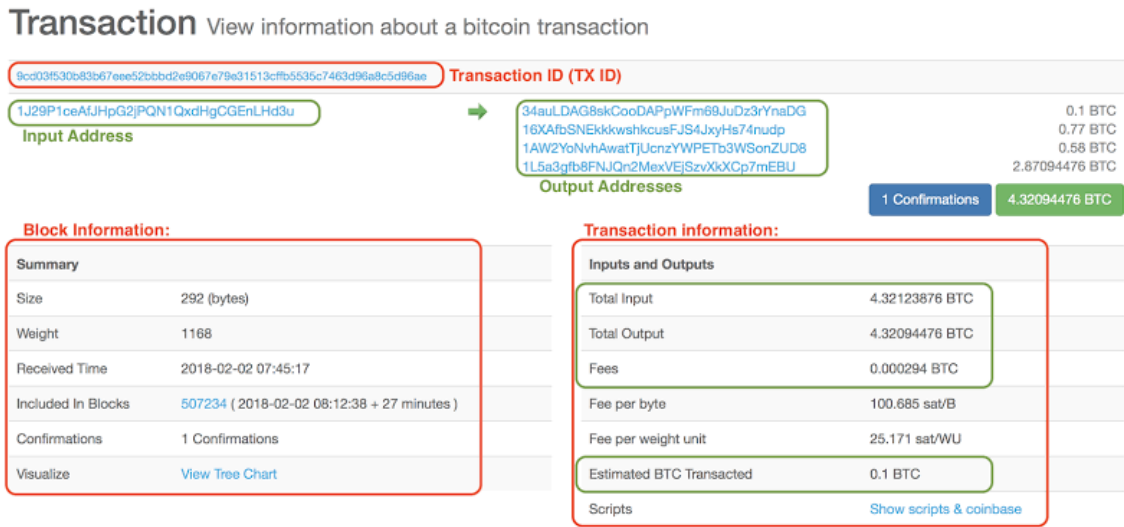 Transaction View information about a bitcoin transaction
9cd03f530b83b67eee52bbbd2e9067e79e31513cffb5535c7463d96a8c5d96ae Transaction ID (TX ID)
1J29P1ceAfJHpG2jPQN1QxdHgCGEnLHd3u
Input Address
34auLDAG8skCooDAPpWFm69JuDz3rYnaDG 0.1 BTC
16XAfbSNEkkkwshkcusFJS4JxyHs74nudp 0.77 BTC
1AW2YoNvhAwatTjUcnzYWPETb3WSonZUD8 0.58 BTC
1L5a3gfb8FNJQn2MexVEjSzvXkXCp7mEBU 2.87094476 BTC
Output Addresses
1 Confirmations 4.32094476 BTC
Block Information:
Summary
Size 292 (bytes)
Weight 1168
Received Time 2018-02-02 07:45:17
Included In Blocks 507234 ( 2018-02-02 08:12:38 + 27 minutes )
Confirmations 1 Confirmations
Visualize View Tree Chart
Transaction information:
Inputs and Outputs
Total Input 4.32123876 BTC
Total Output 4.32094476 BTC
Fees 0.000294 BTC
Fee per byte 100.685 sat/B
Fee per weight unit 25.171 sat/WU
Estimated BTC Transacted 0.1 BTC
Scripts Show scripts & coinbase